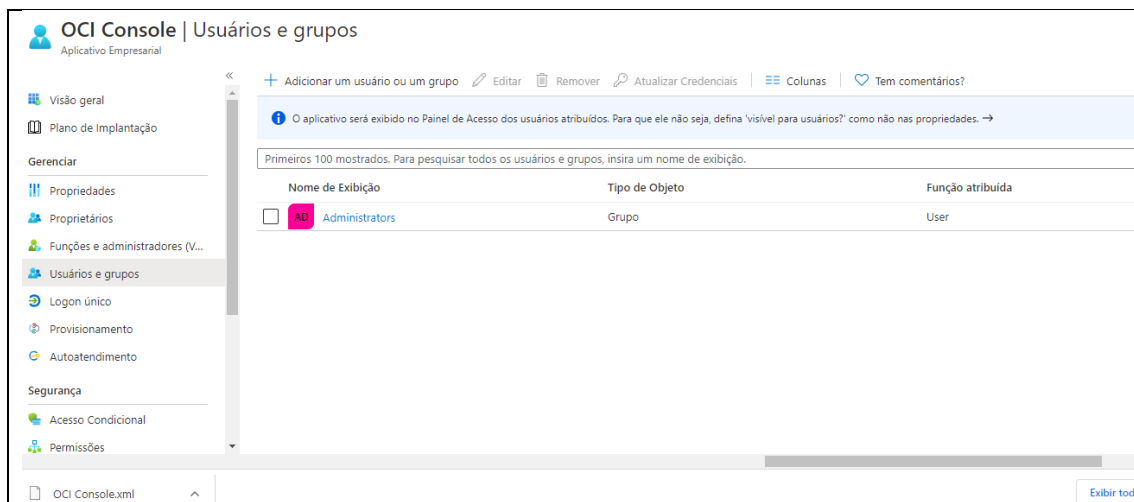 OCI Console | Usuários e grupos
Aplicativo Empresarial
«
Visão geral
Plano de Implantação
Gerenciar
Propriedades
Proprietários
Funções e administradores (V...
Usuários e grupos
Logon único
Provisionamento
Autoatendimento
Segurança
Acesso Condicional
Permissões
+ Adicionar um usuário ou um grupo Editar Remover Atualizar Credenciais | Colunas | Tem comentários?
O aplicativo será exibido no Painel de Acesso dos usuários atribuídos. Para que ele não seja, defina 'visível para usuários?' como não nas propriedades. →
Primeiros 100 mostrados. Para pesquisar todos os usuários e grupos, insira um nome de exibição.
Nome de Exibição Tipo de Objeto Função atribuída
AD Administrators Grupo User
OCI Console.xml
Exibir tod